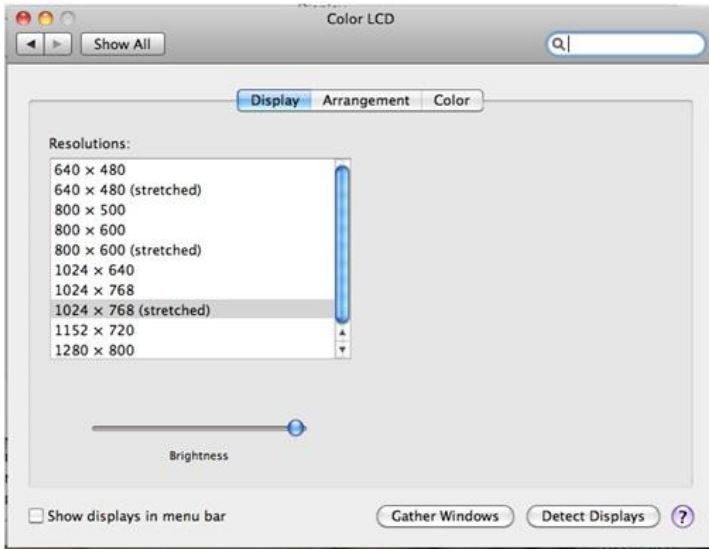 Color LCD
Show All
Display Arrangement Color
Resolutions:
640 × 480
640 × 480 (stretched)
800 × 500
800 × 600
800 × 600 (stretched)
1024 × 640
1024 × 768
1024 × 768 (stretched)
1152 × 720
1280 × 800
Brightness
Show displays in menu bar Gather Windows Detect Displays ?